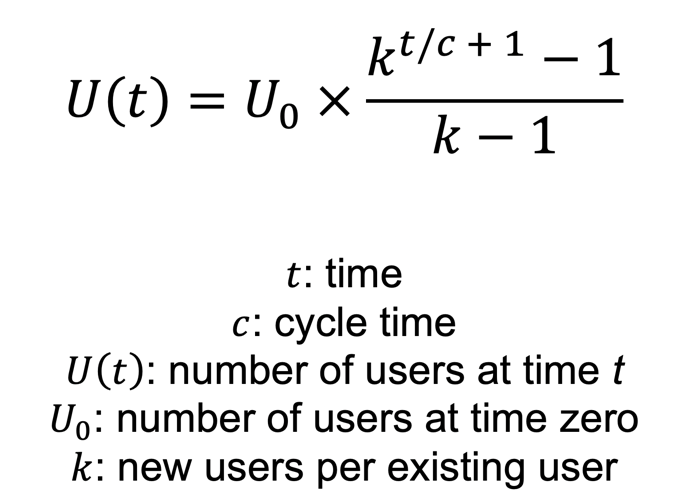 U(t) = U₀ × (k^(t/c + 1) − 1) / (k − 1)
t: time
c: cycle time
U(t): number of users at time t
U₀: number of users at time zero
k: new users per existing user